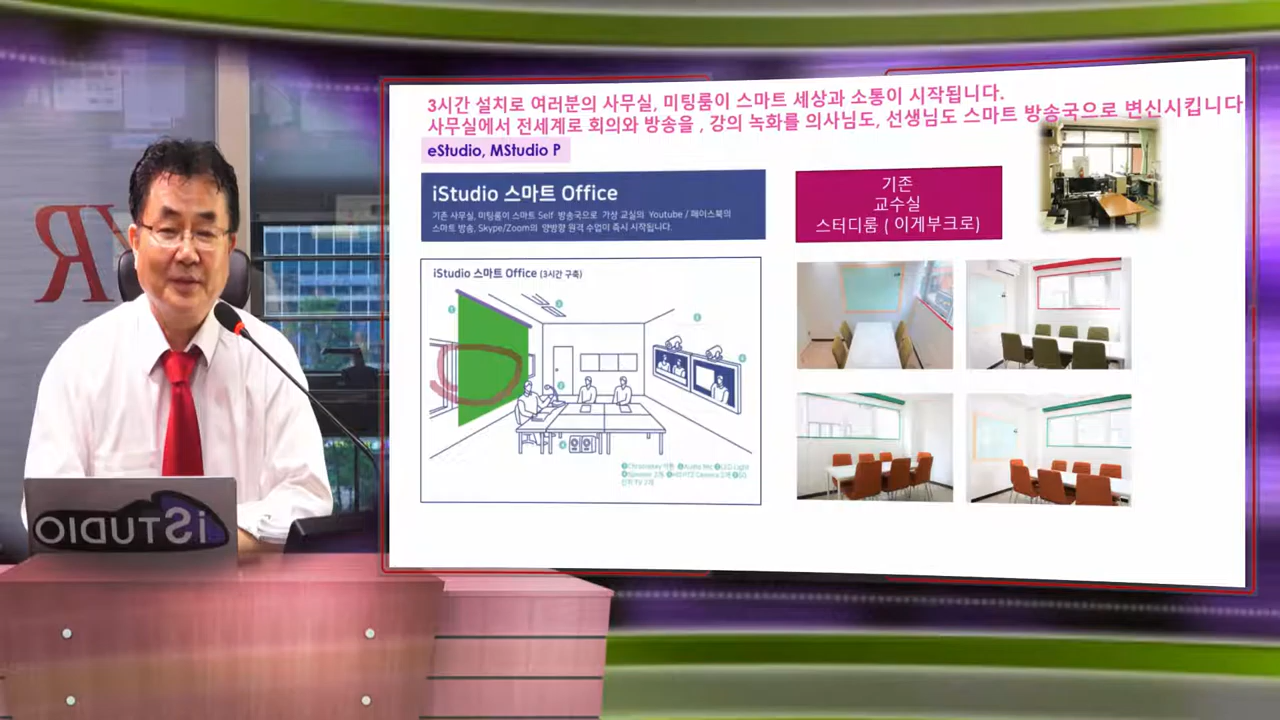 3시간 설치로 여러분의 사무실, 미팅룸이 스마트 세상과 소통이 시작됩니다.
사무실에서 전세계로 회의와 방송을 , 강의 녹화를 의사님도, 선생님도 스마트 방송국으로 변신시킵니다
eStudio, MStudio P
iStudio 스마트 Office
기존 사무실, 미팅룸이 스마트 Self 방송국으로 가상 교실의 Youtube / 페이스북의
스마트 방송, Skype/Zoom의 양방향 원격 수업이 즉시 시작됩니다.
기존
교수실
스터디룸 ( 이게부크로)
iStudio 스마트 Office (3시간 구축)
iSTUDIO